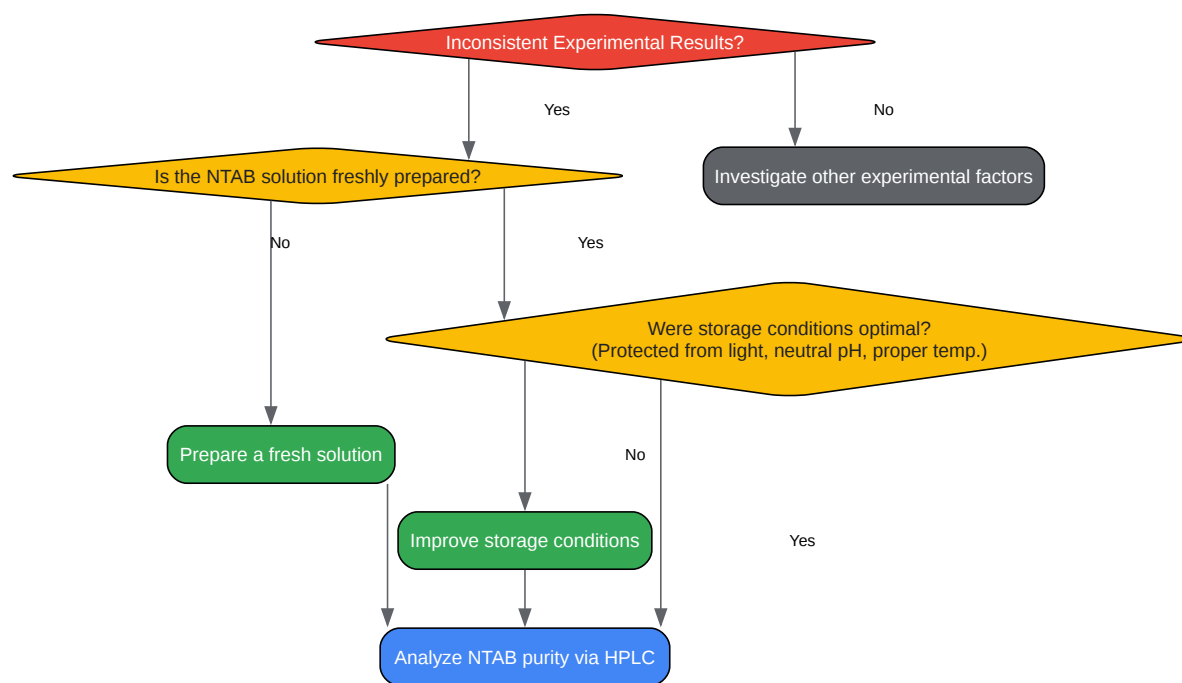 Inconsistent Experimental Results?
Yes
No
Is the NTAB solution freshly prepared?
Investigate other experimental factors
No
Yes
Were storage conditions optimal?
(Protected from light, neutral pH, proper temp.)
Prepare a fresh solution
No
Improve storage conditions
Yes
Analyze NTAB purity via HPLC